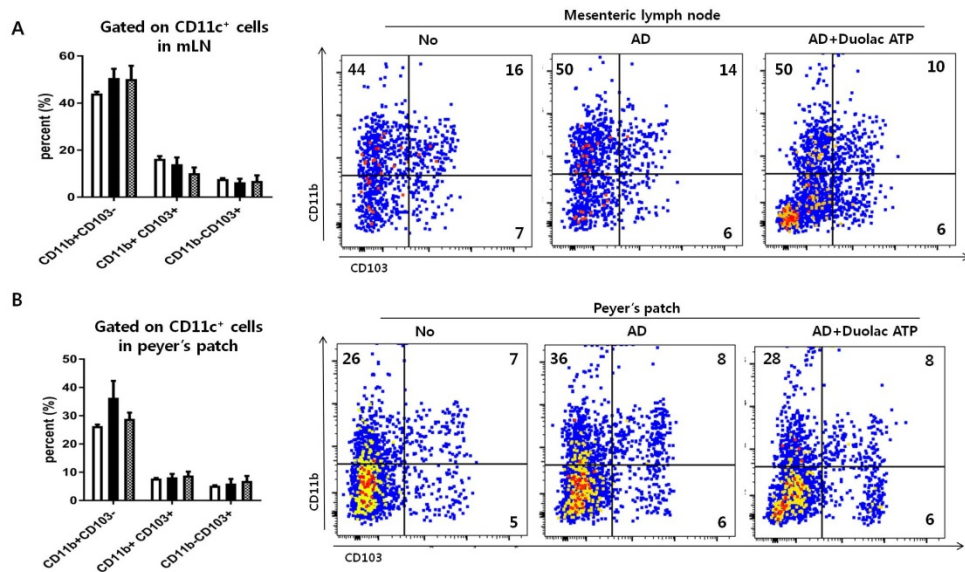 A
Gated on CD11c⁺ cells
in mLN
percent (%)
60
40
20
0
CD11b+CD103-
CD11b+ CD103+
CD11b-CD103+
Mesenteric lymph node
No
AD
AD+Duolac ATP
44
16
7
50
14
6
50
10
6
CD11b
CD103
B
Gated on CD11c⁺ cells
in peyer's patch
percent (%)
50
40
30
20
10
0
CD11b+CD103-
CD11b+ CD103+
CD11b-CD103+
Peyer's patch
No
AD
AD+Duolac ATP
26
7
5
36
8
6
28
8
6
CD11b
CD103